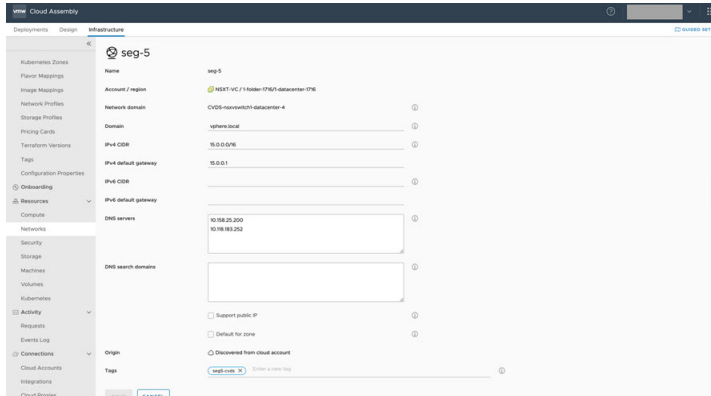 vmw Cloud Assembly
Deployments Design Infrastructure GUIDED SET
seg-5
Kubernetes Zones
Flavor Mappings
Image Mappings
Network Profiles
Storage Profiles
Pricing Cards
Terraform Versions
Tags
Configuration Properties
Onboarding
Resources
Compute
Networks
Security
Storage
Machines
Volumes
Kubernetes
Activity
Requests
Events Log
Connections
Cloud Accounts
Integrations
Cloud Proxies
Name seg-5
Account / region NSXT-VC / 1-folder-1716/1-datacenter-1716
Network domain CVDS-nsxvswitch1-datacenter-4
Domain vphere.local
IPv4 CIDR 15.0.0.0/16
IPv4 default gateway 15.0.0.1
IPv6 CIDR
IPv6 default gateway
DNS servers 10.158.25.200
10.118.183.252
DNS search domains
Support public IP
Default for zone
Origin Discovered from cloud account
Tags seg5:cvds X Enter a new tag
SAVE CANCEL